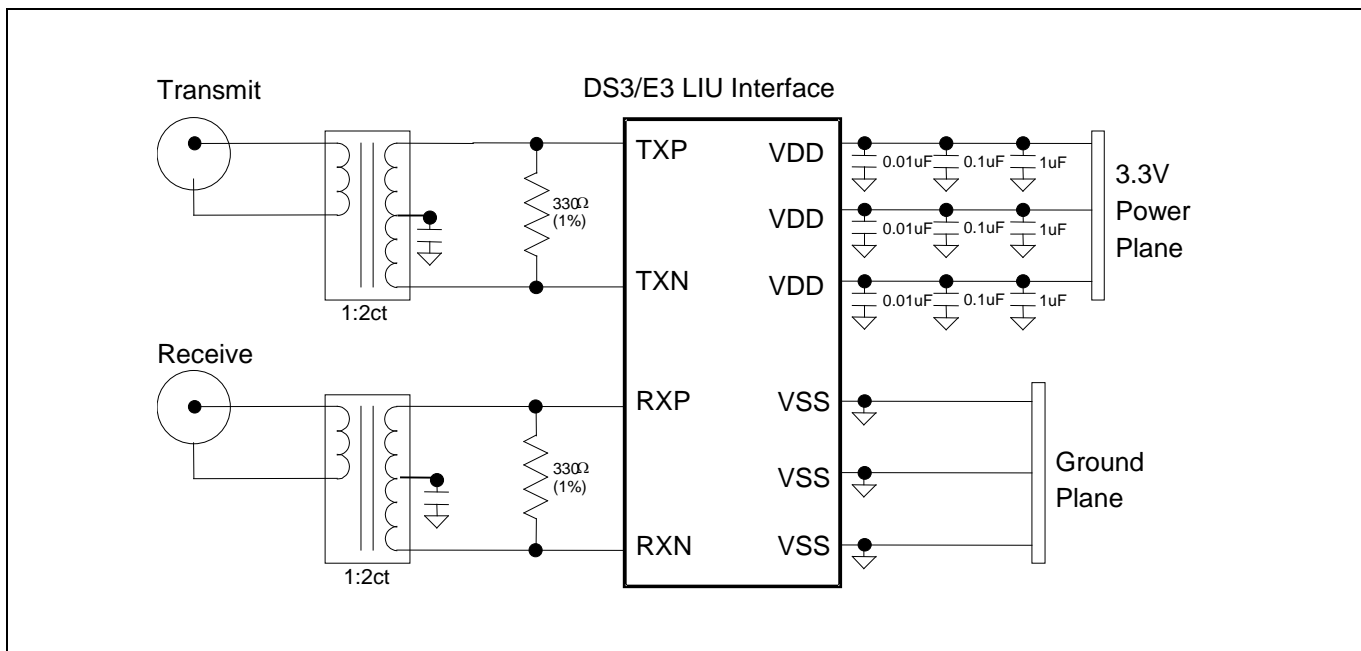 DS3/E3 LIU Interface
Transmit
TXP
VDD
0.01uF
0.1uF
1uF
3.3V
Power
Plane
330Ω
(1%)
VDD
0.01uF
0.1uF
1uF
TXN
VDD
0.01uF
0.1uF
1uF
1:2ct
Receive
RXP
VSS
330Ω
(1%)
VSS
Ground
Plane
RXN
VSS
1:2ct